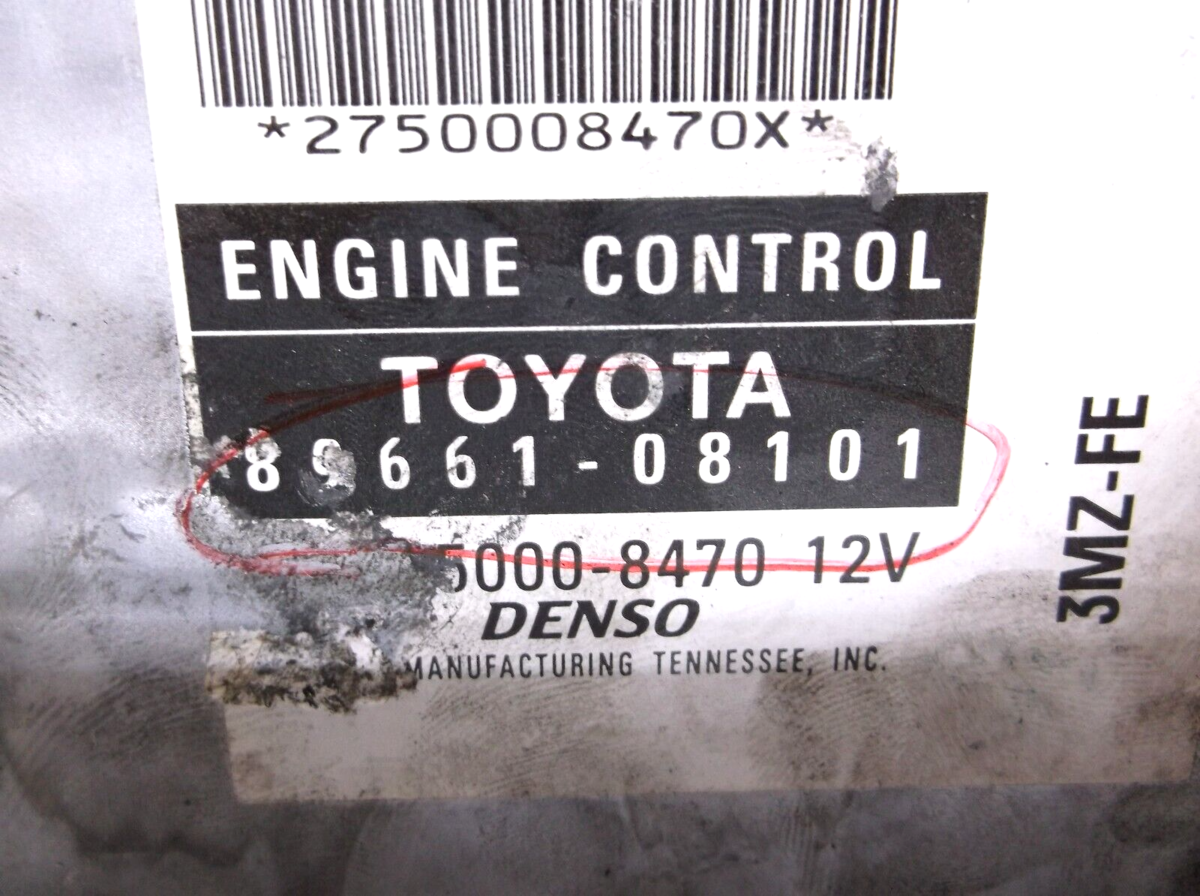 *2750008470X*
ENGINE CONTROL
TOYOTA
89661-08101
5000-8470 12V
DENSO
MANUFACTURING TENNESSEE, INC.
3MZ-FE